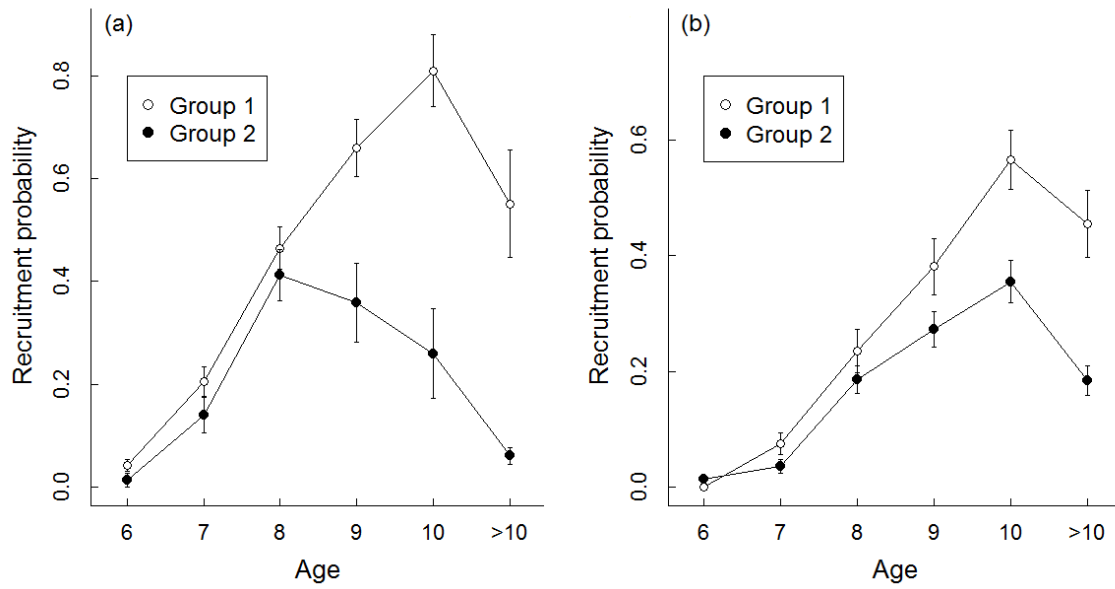 (a)
Group 1
Group 2
Recruitment probability
0.8
0.6
0.4
0.2
0.0
6 7 8 9 10 >10
Age
(b)
Group 1
Group 2
Recruitment probability
0.6
0.4
0.2
0.0
6 7 8 9 10 >10
Age